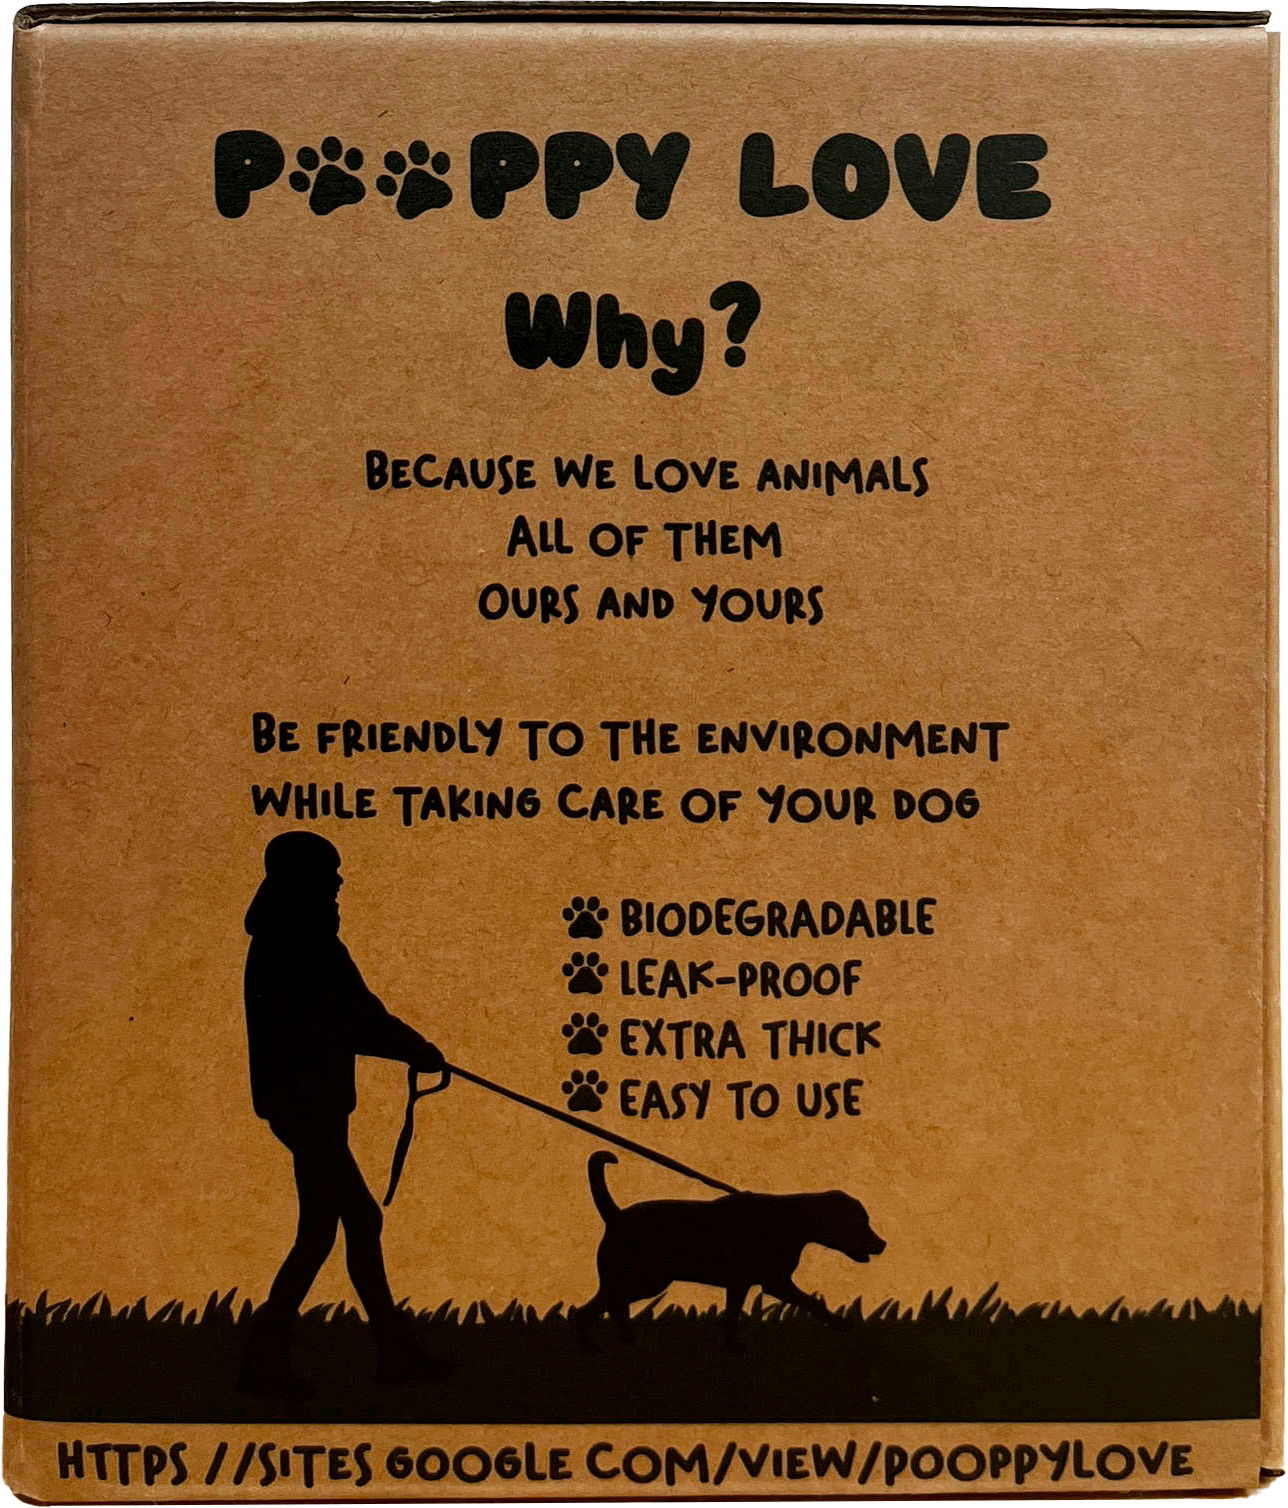 POOPPY LOVE
Why?
BECAUSE WE LOVE ANIMALS
ALL OF THEM
OURS AND YOURS
BE FRIENDLY TO THE ENVIRONMENT
WHILE TAKING CARE OF YOUR DOG
BIODEGRADABLE
LEAK-PROOF
EXTRA THICK
EASY TO USE
HTTPS //SITES GOOGLE COM/VIEW/POOPPYLOVE